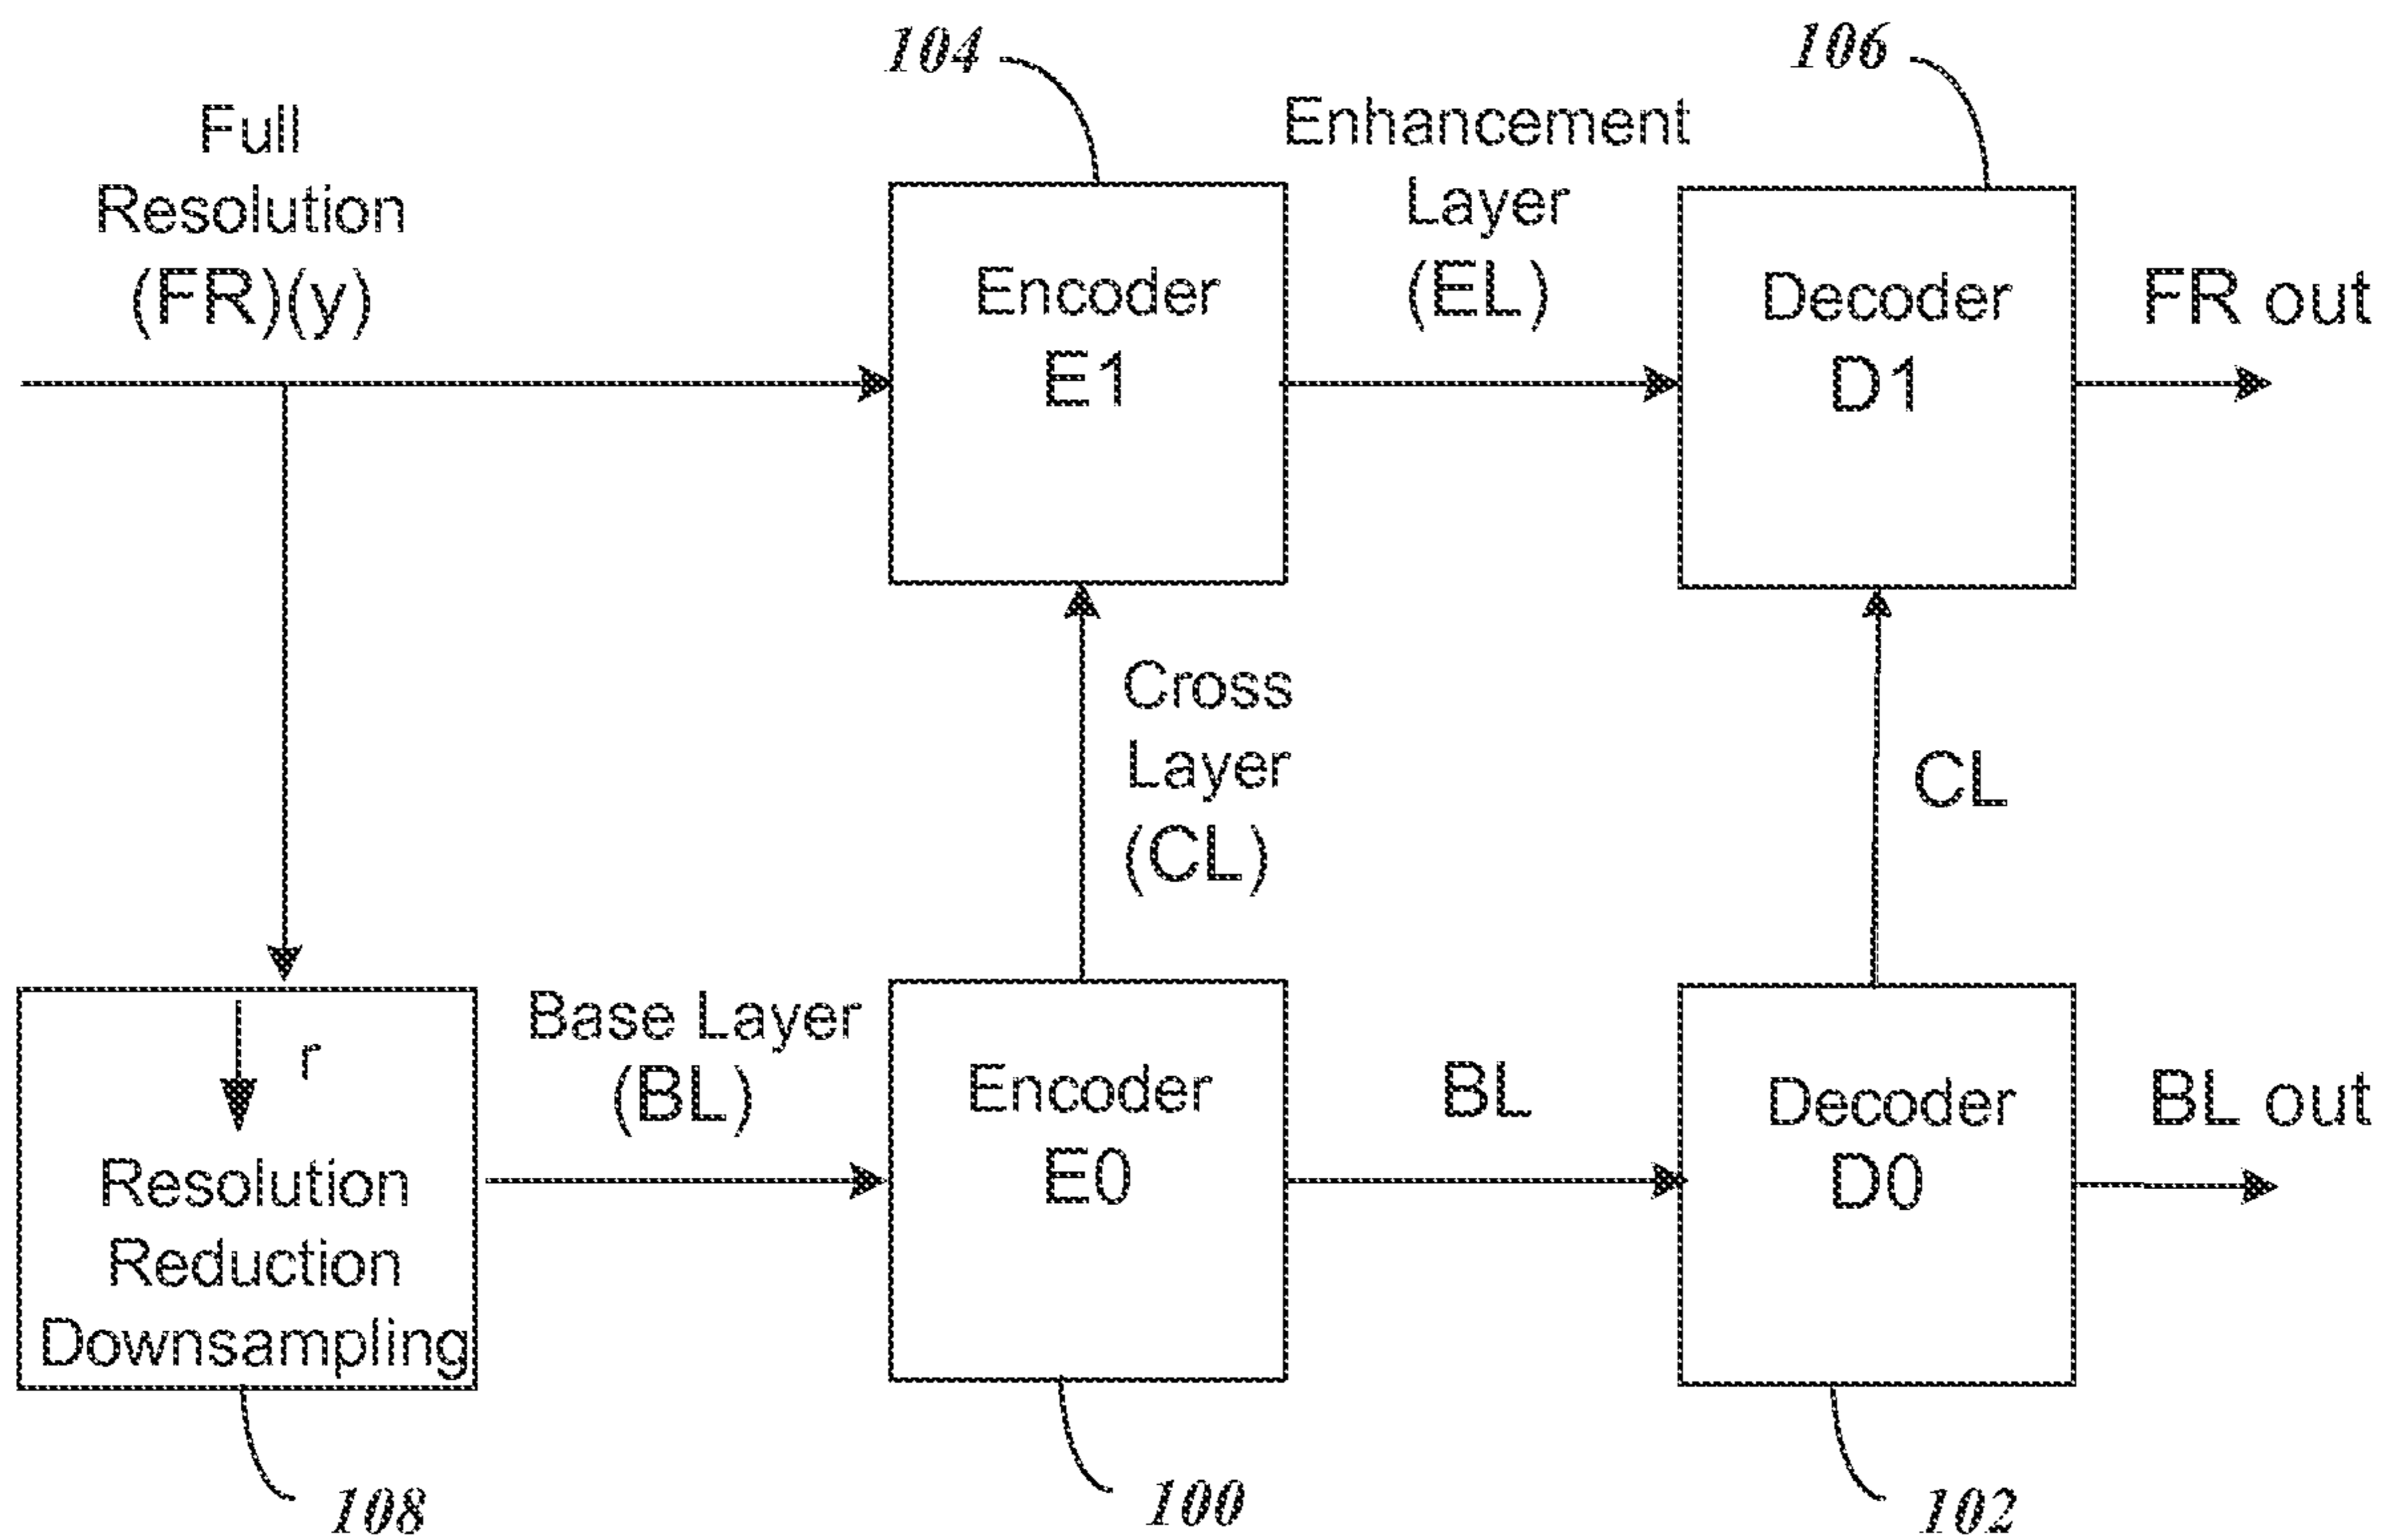 104
106
Full
Resolution
(FR)(y)
Encoder
E1
Enhancement
Layer
(EL)
Decoder
D1
FR out
Cross
Layer
(CL)
CL
r
Resolution
Reduction
Downsampling
Base Layer
(BL)
Encoder
E0
BL
Decoder
D0
BL out
108
100
102